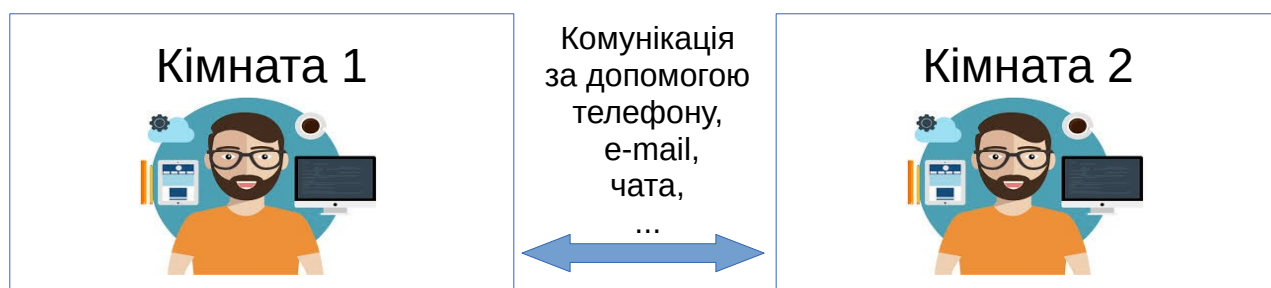 Кімната 1
Комунікація
за допомогою
телефону,
e-mail,
чата,
...
Кімната 2